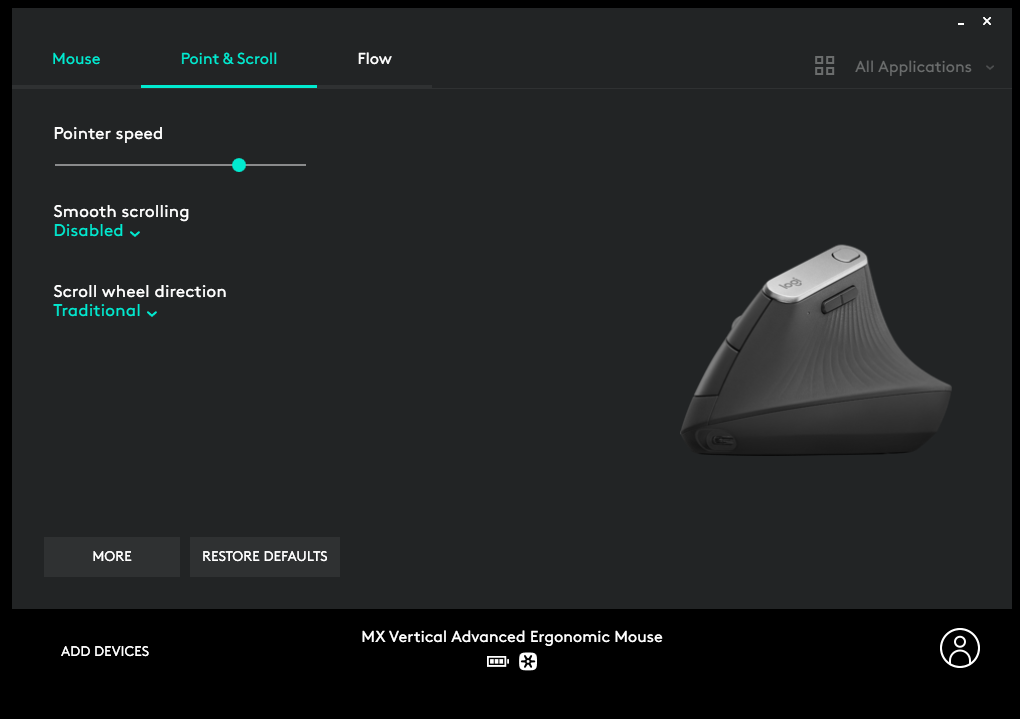 Mouse
Point & Scroll
Flow
All Applications
Pointer speed
Smooth scrolling
Disabled
Scroll wheel direction
Traditional
logi
MORE
RESTORE DEFAULTS
ADD DEVICES
MX Vertical Advanced Ergonomic Mouse